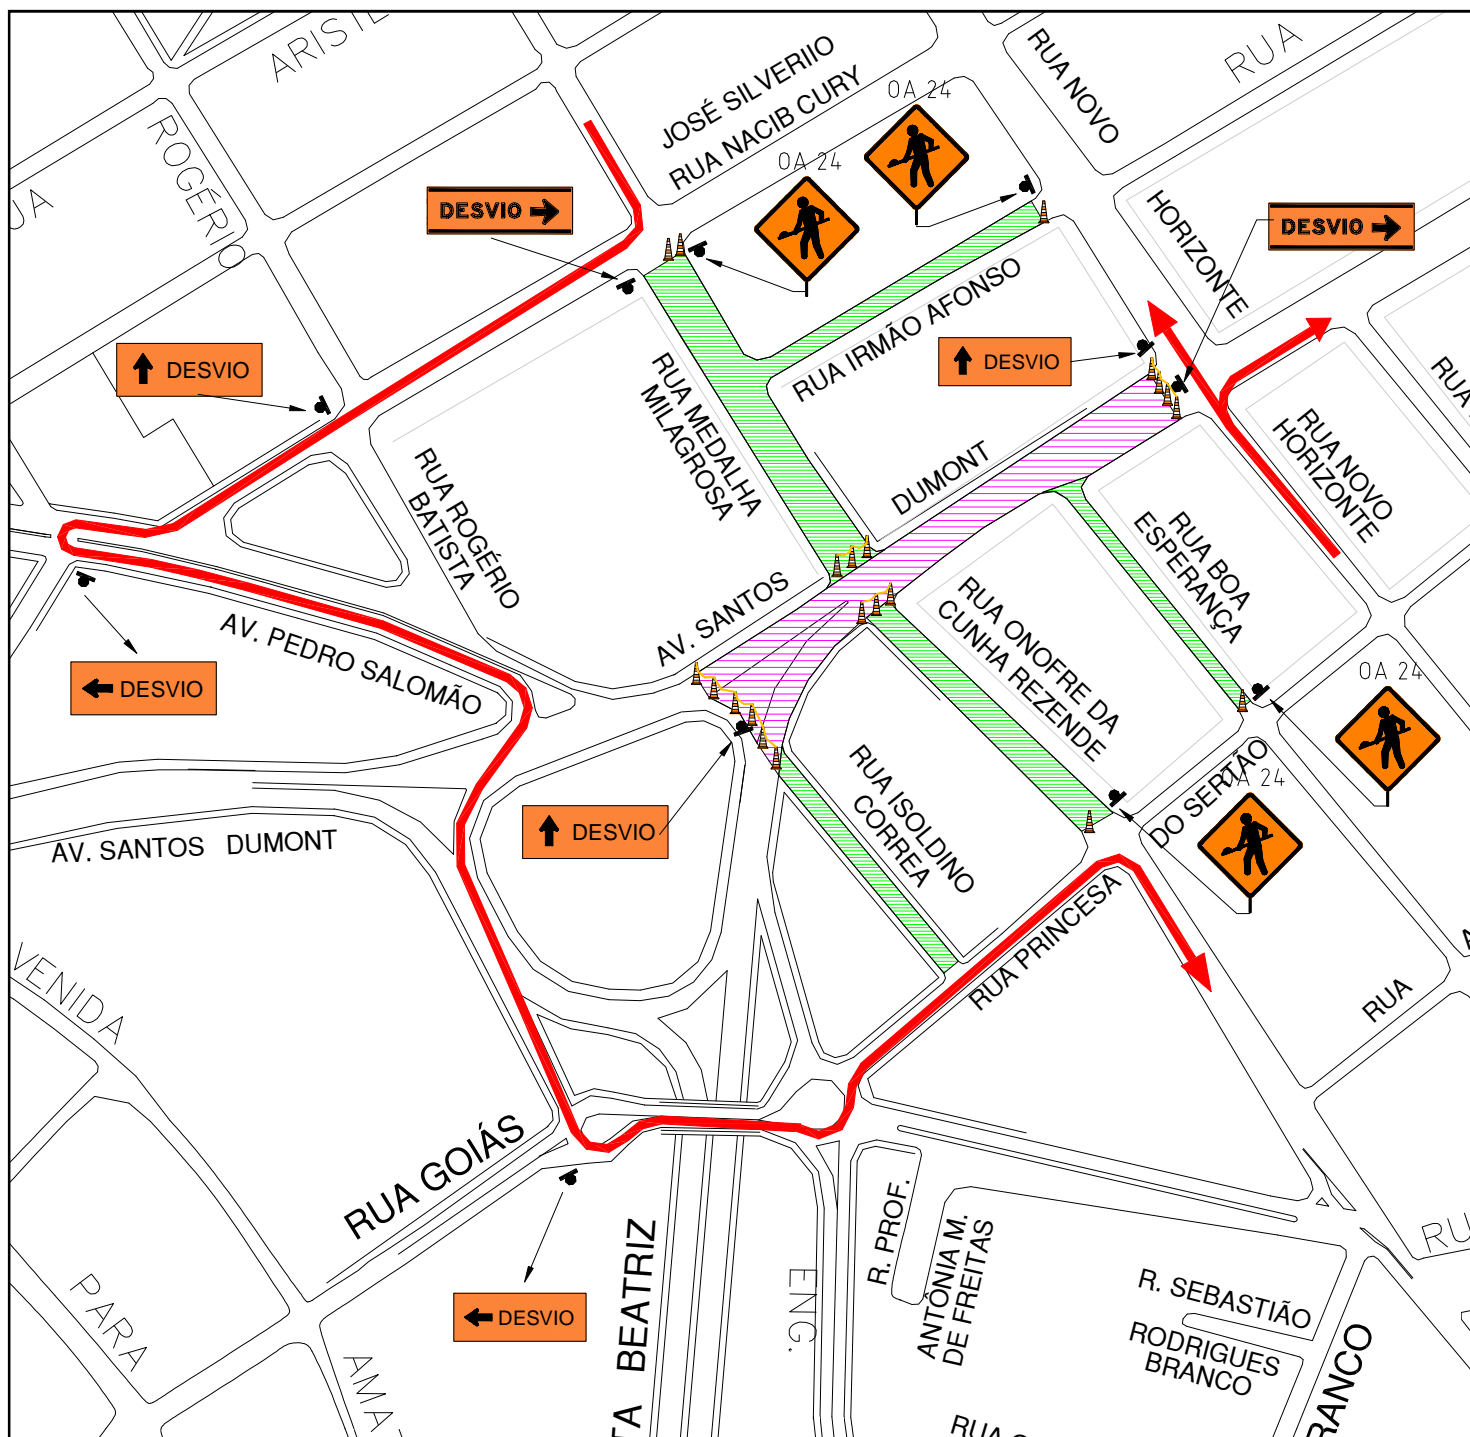 RUA
JOSÉ SILVERIIO
RUA NACIB CURY
RUA NOVO
HORIZONTE
OA 24
OA 24
ROGÉRIO
DESVIO
DESVIO
DESVIO
DESVIO
RUA IRMÃO AFONSO
RUA MEDALHA
MILAGROSA
DUMONT
RUA NOVO
HORIZONTE
RUA ROGÉRIO
BATISTA
RUA BOA
ESPERANÇA
AV. SANTOS
RUA ONOFRE DA
CUNHA REZENDE
AV. PEDRO SALOMÃO
DESVIO
OA 24
DO SERTÃO
OA 24
RUA ISOLDINO
CORREA
DESVIO
AV. SANTOS DUMONT
RUA PRINCESA
RUA
VENIDA
RUA GOIÁS
R. PROF.
ANTÔNIA M.
DE FREITAS
R. SEBASTIÃO
RODRIGUES
BRANCO
PARA
DESVIO
TA BEATRIZ
ENG.
RANCO
AMA